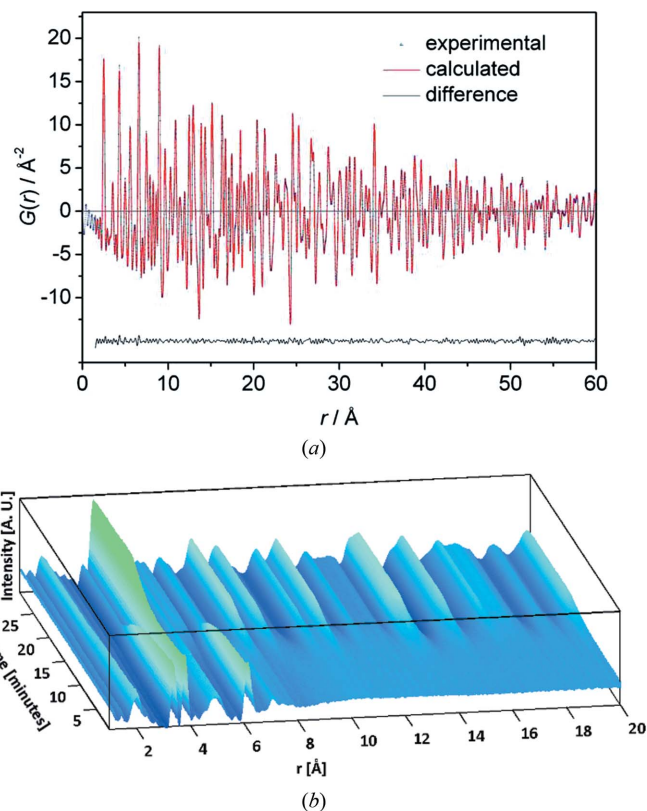 (a)
20
15
10
5
0
-5
-10
G(r) / Å⁻²
experimental
calculated
difference
0 10 20 30 40 50 60
r / Å
(a)
Intensity [A. U.]
25
20
15
10
5
[minutes]
2 4 6 8 10 12 14 16 18 20
r [Å]
(b)